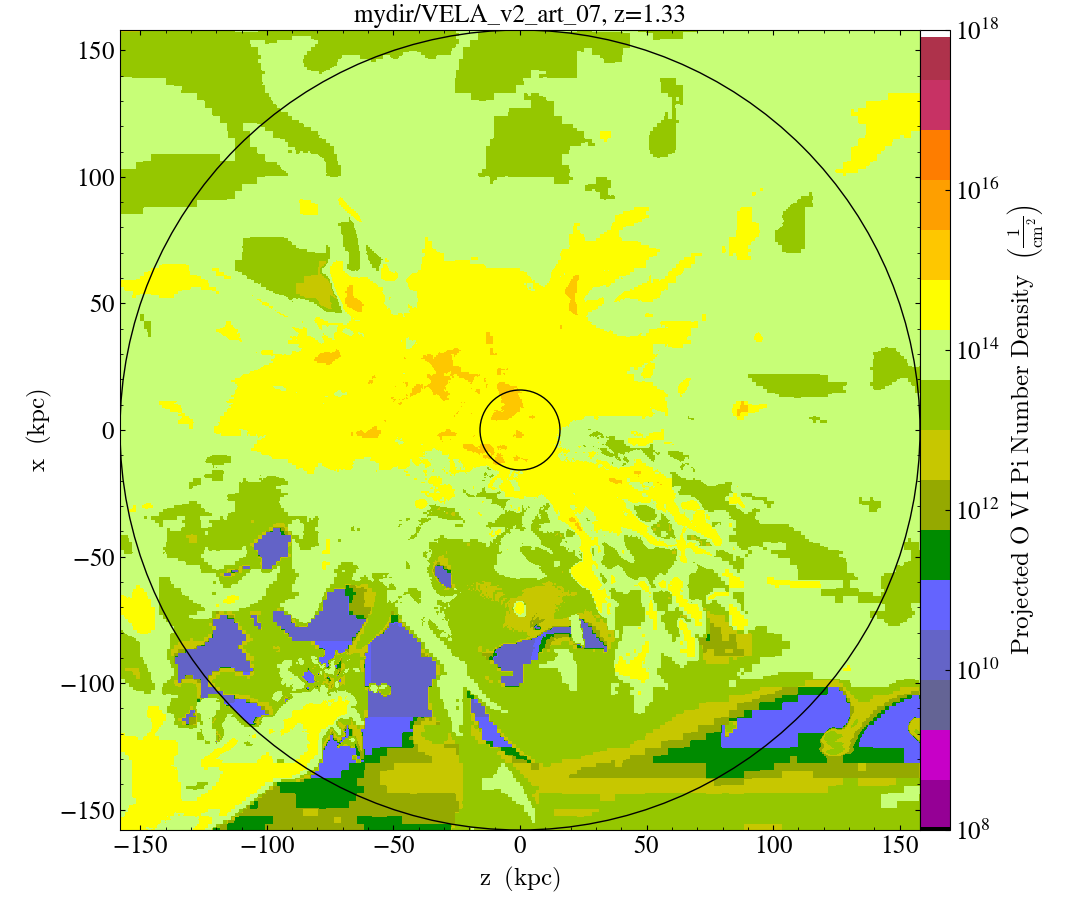 mydir/VELA_v2_art_07, z=1.33
150
100
50
0
−50
−100
−150
x (kpc)
−150 −100 −50 0 50 100 150
z (kpc)
10^18
10^16
10^14
10^12
10^10
10^8
Projected O VI Pi Number Density (1/cm^2)